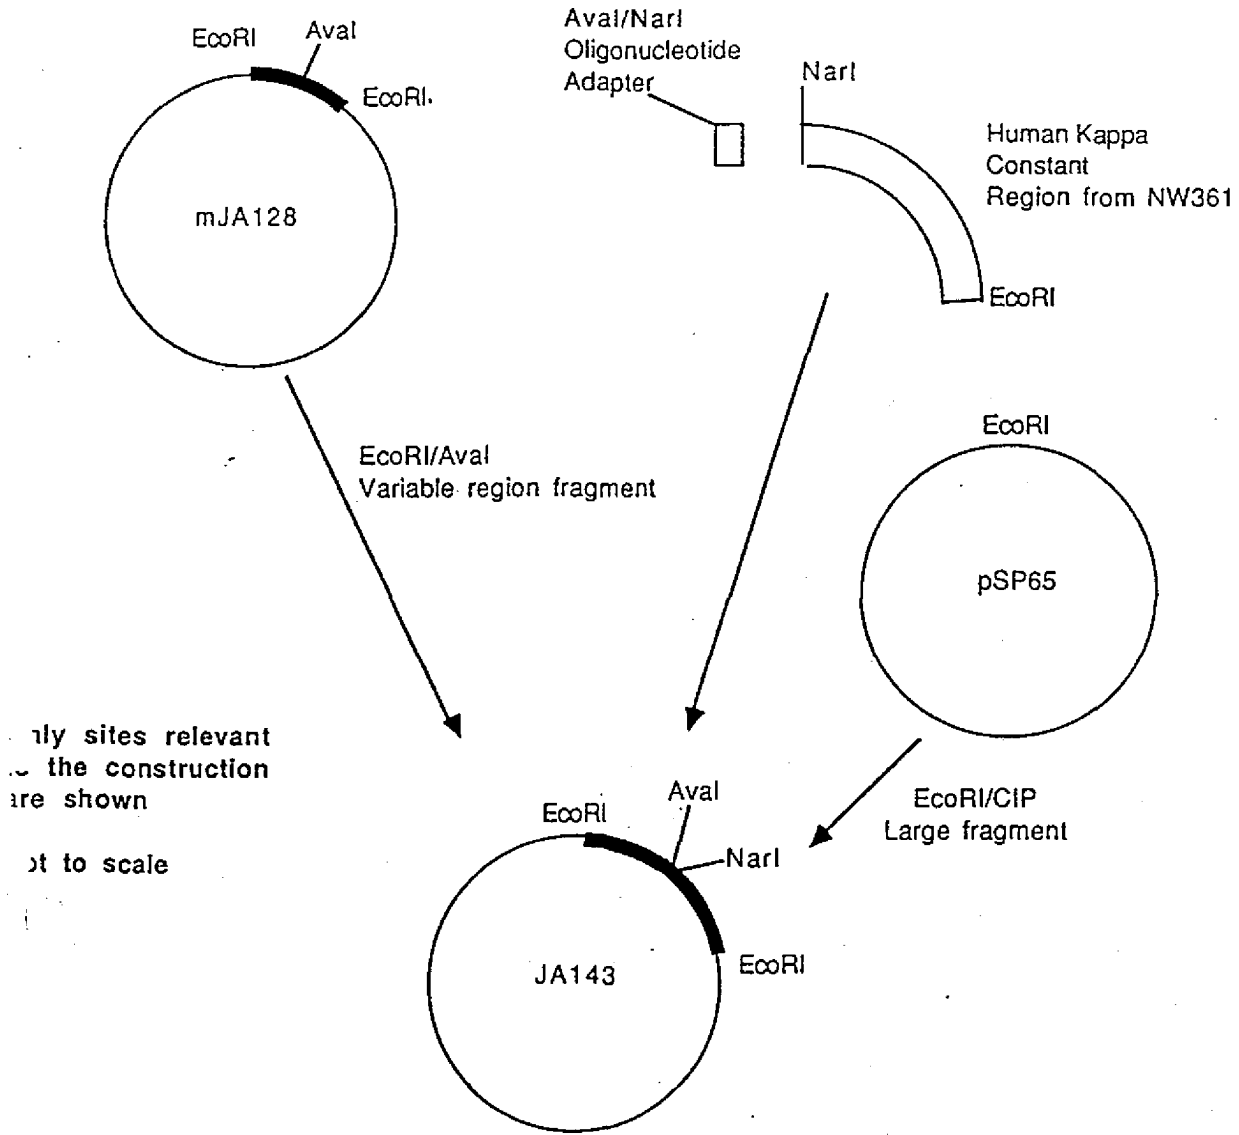 EcoRI
AvaI
EcoRI
mJA128
AvaI/NarI
Oligonucleotide
Adapter
NarI
Human Kappa
Constant
Region from NW361
EcoRI
EcoRI/AvaI
Variable region fragment
EcoRI
pSP65
sites relevant
the construction
are shown
to scale
EcoRI/CIP
Large fragment
EcoRI
AvaI
NarI
EcoRI
JA143